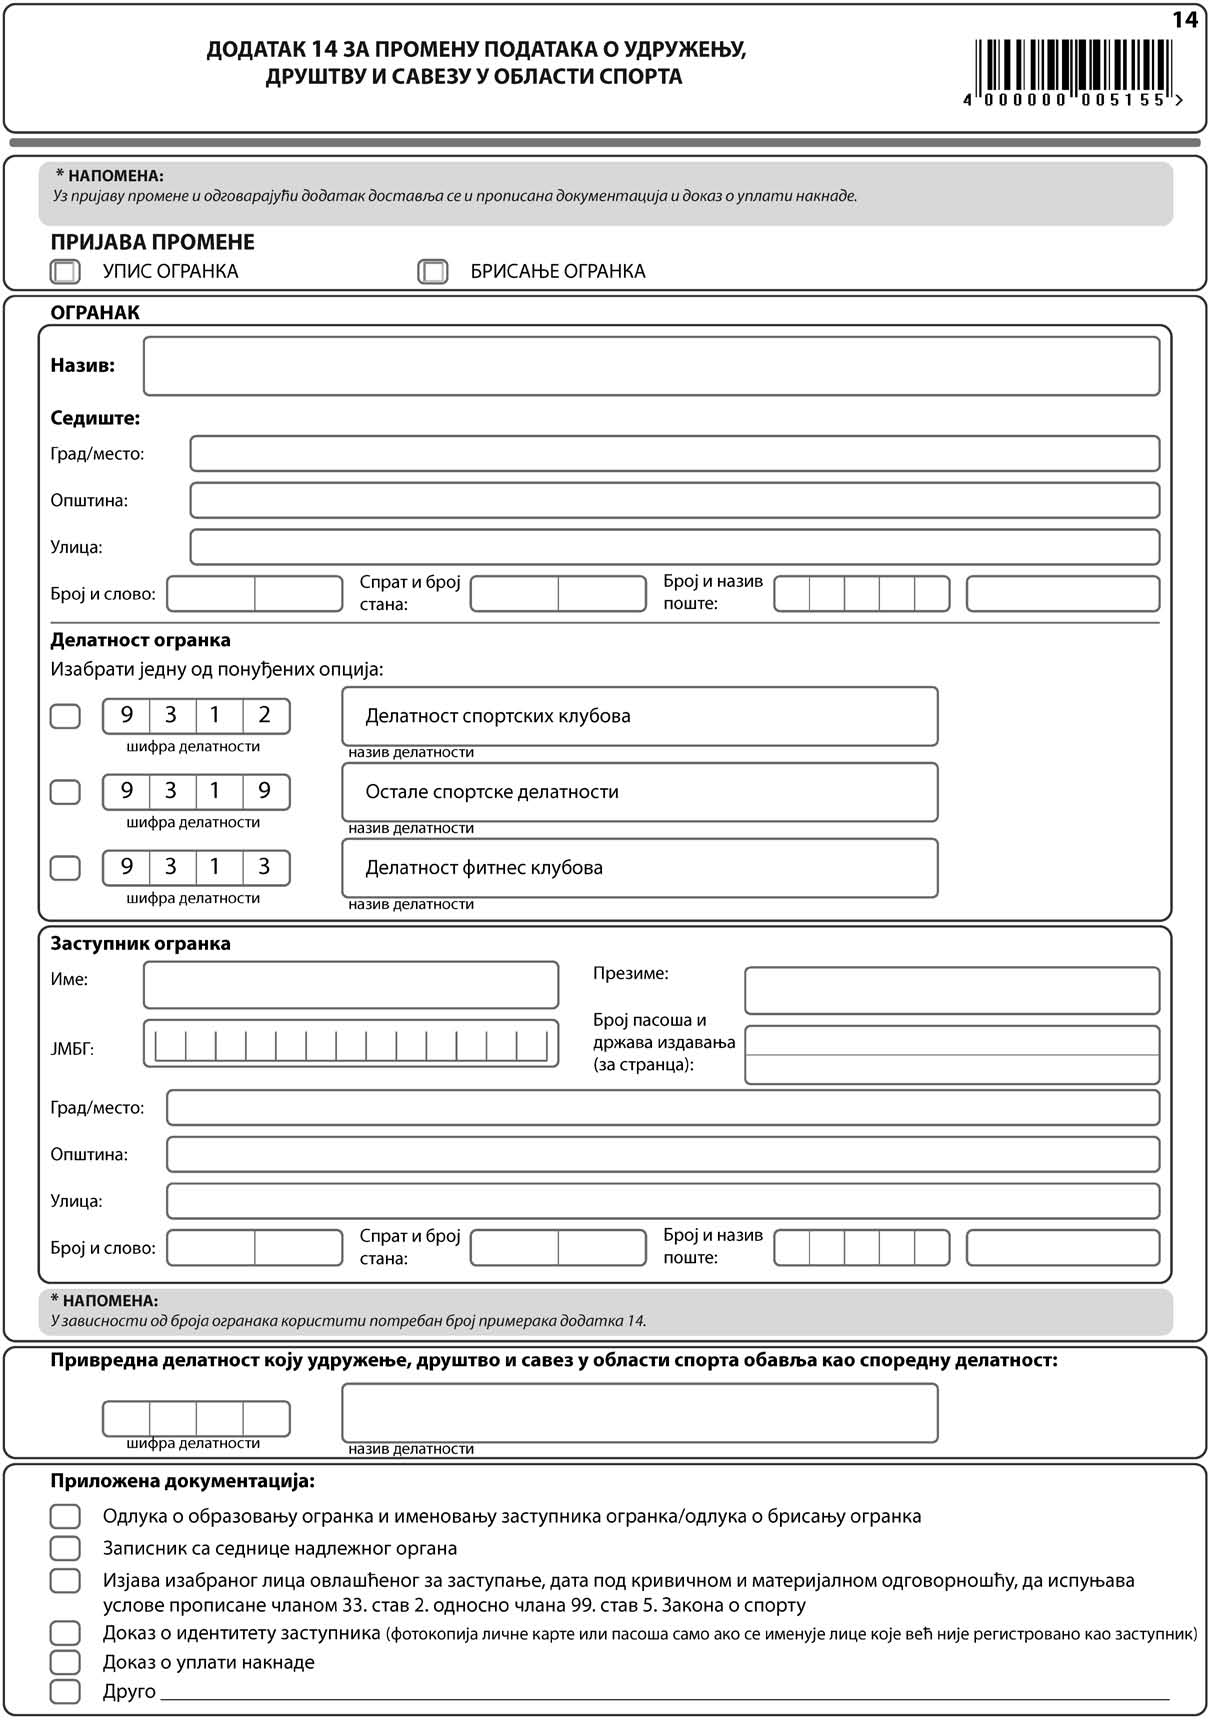 14
ДОДАТАК 14 ЗА ПРОМЕНУ ПОДАТАКА О УДРУЖЕЊУ,
ДРУШТВУ И САВЕЗУ У ОБЛАСТИ СПОРТА
4 000000 005155 >
* НАПОМЕНА:
Уз пријаву промене и одговарајући додатак доставља се и прописана документација и доказ о уплати накнаде.
ПРИЈАВА ПРОМЕНЕ
УПИС ОГРАНКА БРИСАЊЕ ОГРАНКА
ОГРАНАК
Назив:
Седиште:
Град/место:
Општина:
Улица:
Број и слово: Спрат и број стана: Број и назив поште:
Делатност огранка
Изабрати једну од понуђених опција:
9 3 1 2 Делатност спортских клубова
шифра делатности назив делатности
9 3 1 9 Остале спортске делатности
шифра делатности назив делатности
9 3 1 3 Делатност фитнес клубова
шифра делатности назив делатности
Заступник огранка
Име: Презиме:
ЈМБГ: Број пасоша и држава издавања (за странца):
Град/место:
Општина:
Улица:
Број и слово: Спрат и број стана: Број и назив поште:
* НАПОМЕНА:
У зависности од броја огранака користити потребан број примерака додатка 14.
Привредна делатност коју удружење, друштво и савез у области спорта обавља као споредну делатност:
шифра делатности назив делатности
Приложена документација:
Одлука о образовању огранка и именовању заступника огранка/одлука о брисању огранка
Записник са седнице надлежног органа
Изјава изабраног лица овлашћеног за заступање, дата под кривичном и материјалном одговорношћу, да испуњава
услове прописане чланом 33. став 2. односно члана 99. став 5. Закона о спорту
Доказ о идентитету заступника (фотокопија личне карте или пасоша само ако се именује лице које већ није регистровано као заступник)
Доказ о уплати накнаде
Друго